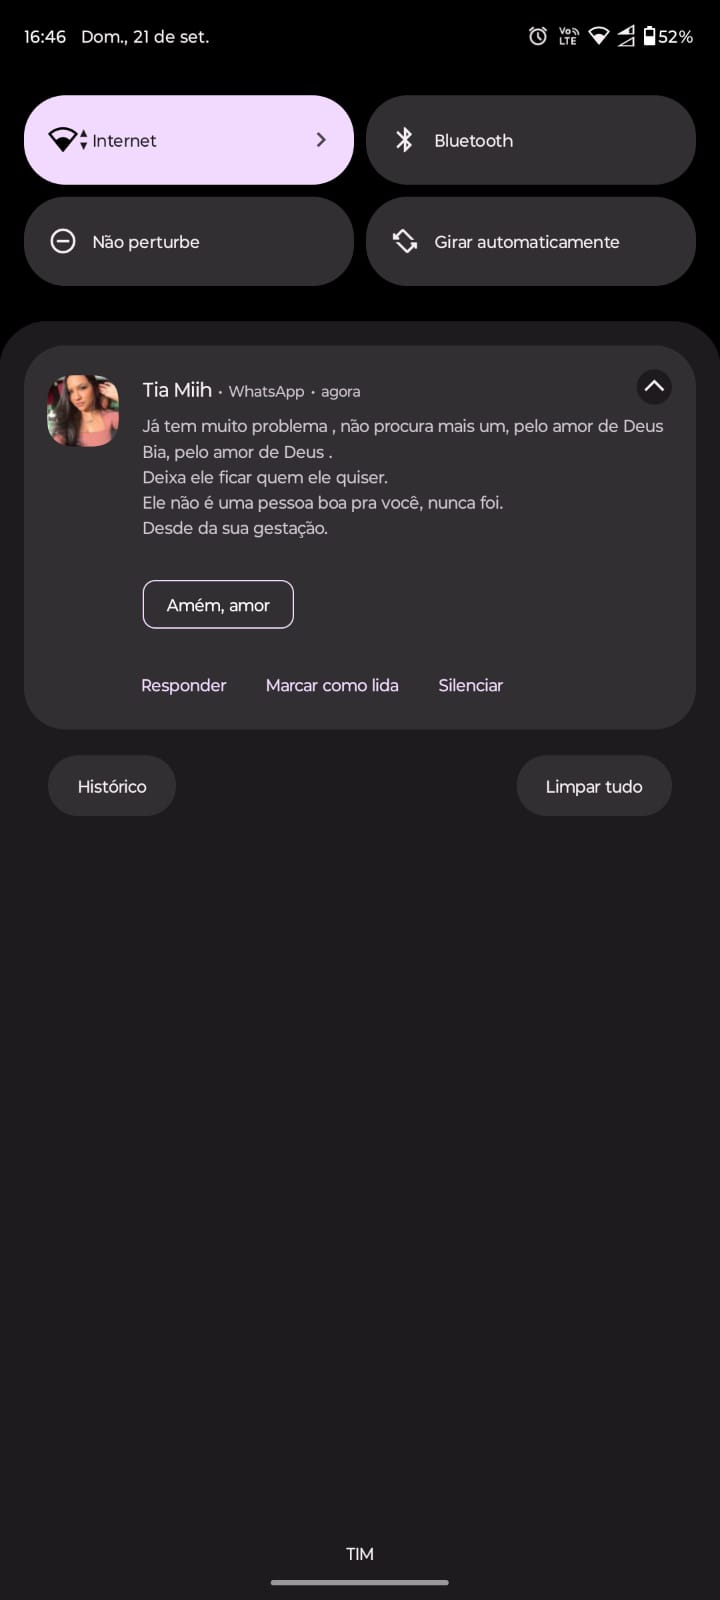 16:46 Dom., 21 de set. Vo LTE 52%
Internet
Bluetooth
Não perturbe
Girar automaticamente
Tia Miih · WhatsApp · agora
Já tem muito problema , não procura mais um, pelo amor de Deus
Bia, pelo amor de Deus .
Deixa ele ficar quem ele quiser.
Ele não é uma pessoa boa pra você, nunca foi.
Desde da sua gestação.
Amém, amor
Responder Marcar como lida Silenciar
Histórico
Limpar tudo
TIM